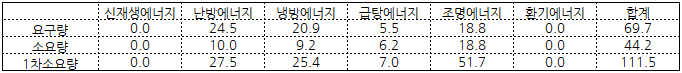 신재생에너지 난방에너지 냉방에너지 급탕에너지 조명에너지 환기에너지 합계
요구량 0.0 24.5 20.9 5.5 18.8 0.0 69.7
소요량 0.0 10.0 9.2 6.2 18.8 0.0 44.2
1차소요량 0.0 27.5 25.4 7.0 51.7 0.0 111.5